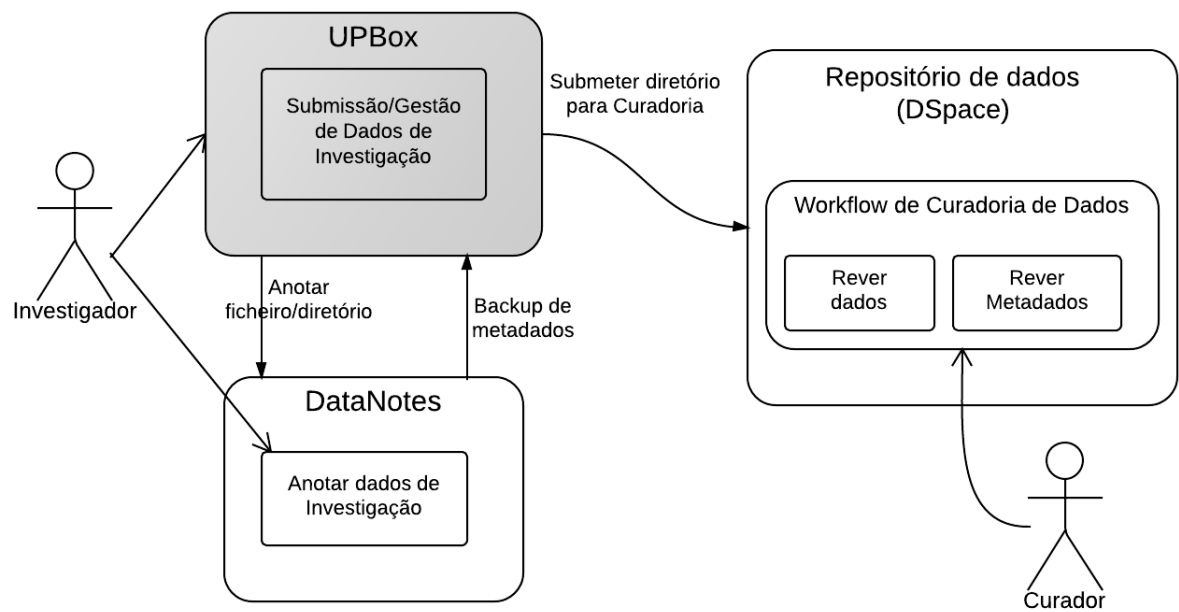 UPBox
Submissão/Gestão
de Dados de
Investigação
Submeter diretório
para Curadoria
Repositório de dados
(DSpace)
Workflow de Curadoria de Dados
Rever
dados
Rever
Metadados
Investigador
Anotar
ficheiro/diretório
Backup de
metadados
DataNotes
Anotar dados de
Investigação
Curador